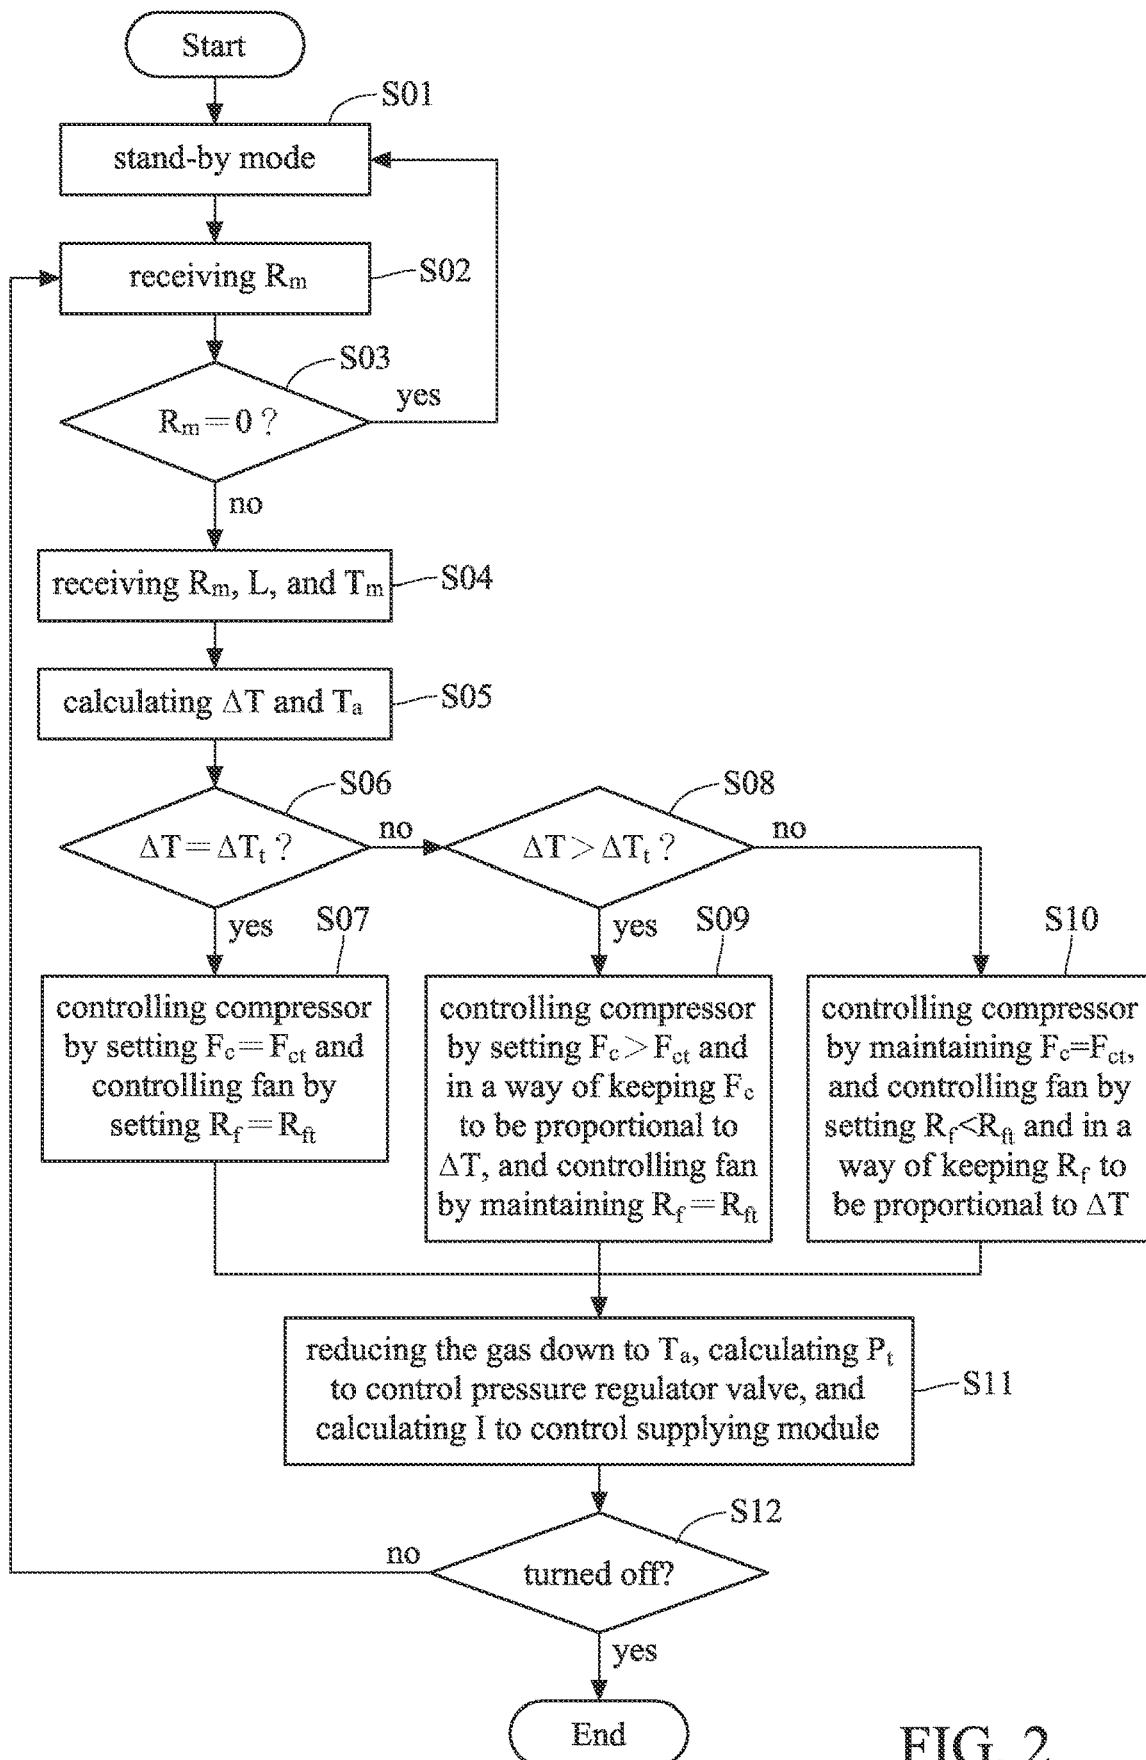 Start
S01
stand-by mode
receiving Rm
S02
S03
Rm=0?
yes
no
receiving Rm, L, and Tm
S04
calculating ΔT and Ta
S05
S06
ΔT=ΔTt?
no
S08
ΔT>ΔTt?
no
yes
S07
yes
S09
S10
controlling compressor
by setting Fc=Fct and
controlling fan by
setting Rf=Rft
controlling compressor
by setting Fc>Fct and
in a way of keeping Fc
to be proportional to
ΔT, and controlling fan
by maintaining Rf=Rft
controlling compressor
by maintaining Fc=Fct,
and controlling fan by
setting Rf<Rft and in a
way of keeping Rf to
be proportional to ΔT
reducing the gas down to Ta, calculating Pt
to control pressure regulator valve, and
calculating I to control supplying module
S11
S12
turned off?
no
yes
End
FIG. 2